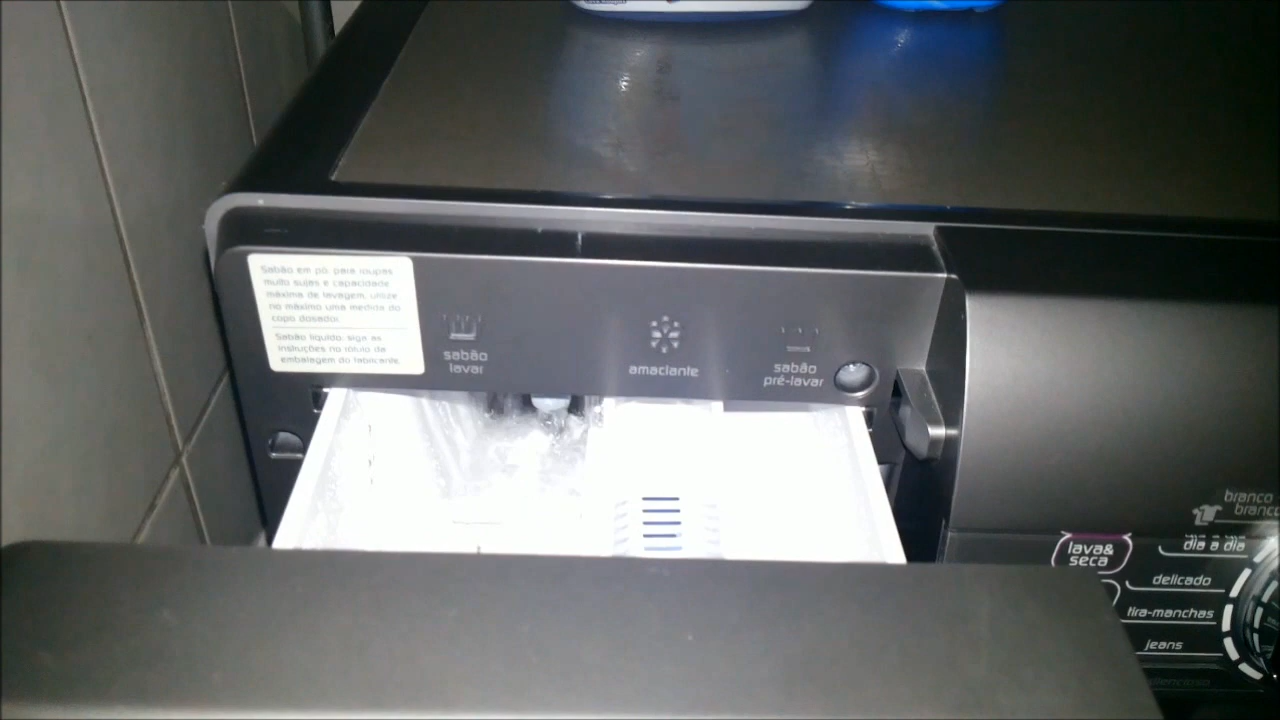 Sabão em pó, para roupas
muito sujas e capacidade
máxima de lavagem, utilize
no máximo uma medida do
copo dosador.
Sabão líquido, siga as
instruções no rótulo da
embalagem do fabricante.
sabão
lavar
amaciante
sabão
pré-lavar
branco
branco
lava&
seca
dia a dia
delicado
tira-manchas
jeans